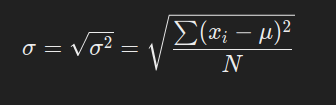 σ = √σ² = √(∑(xᵢ − μ)² / N)